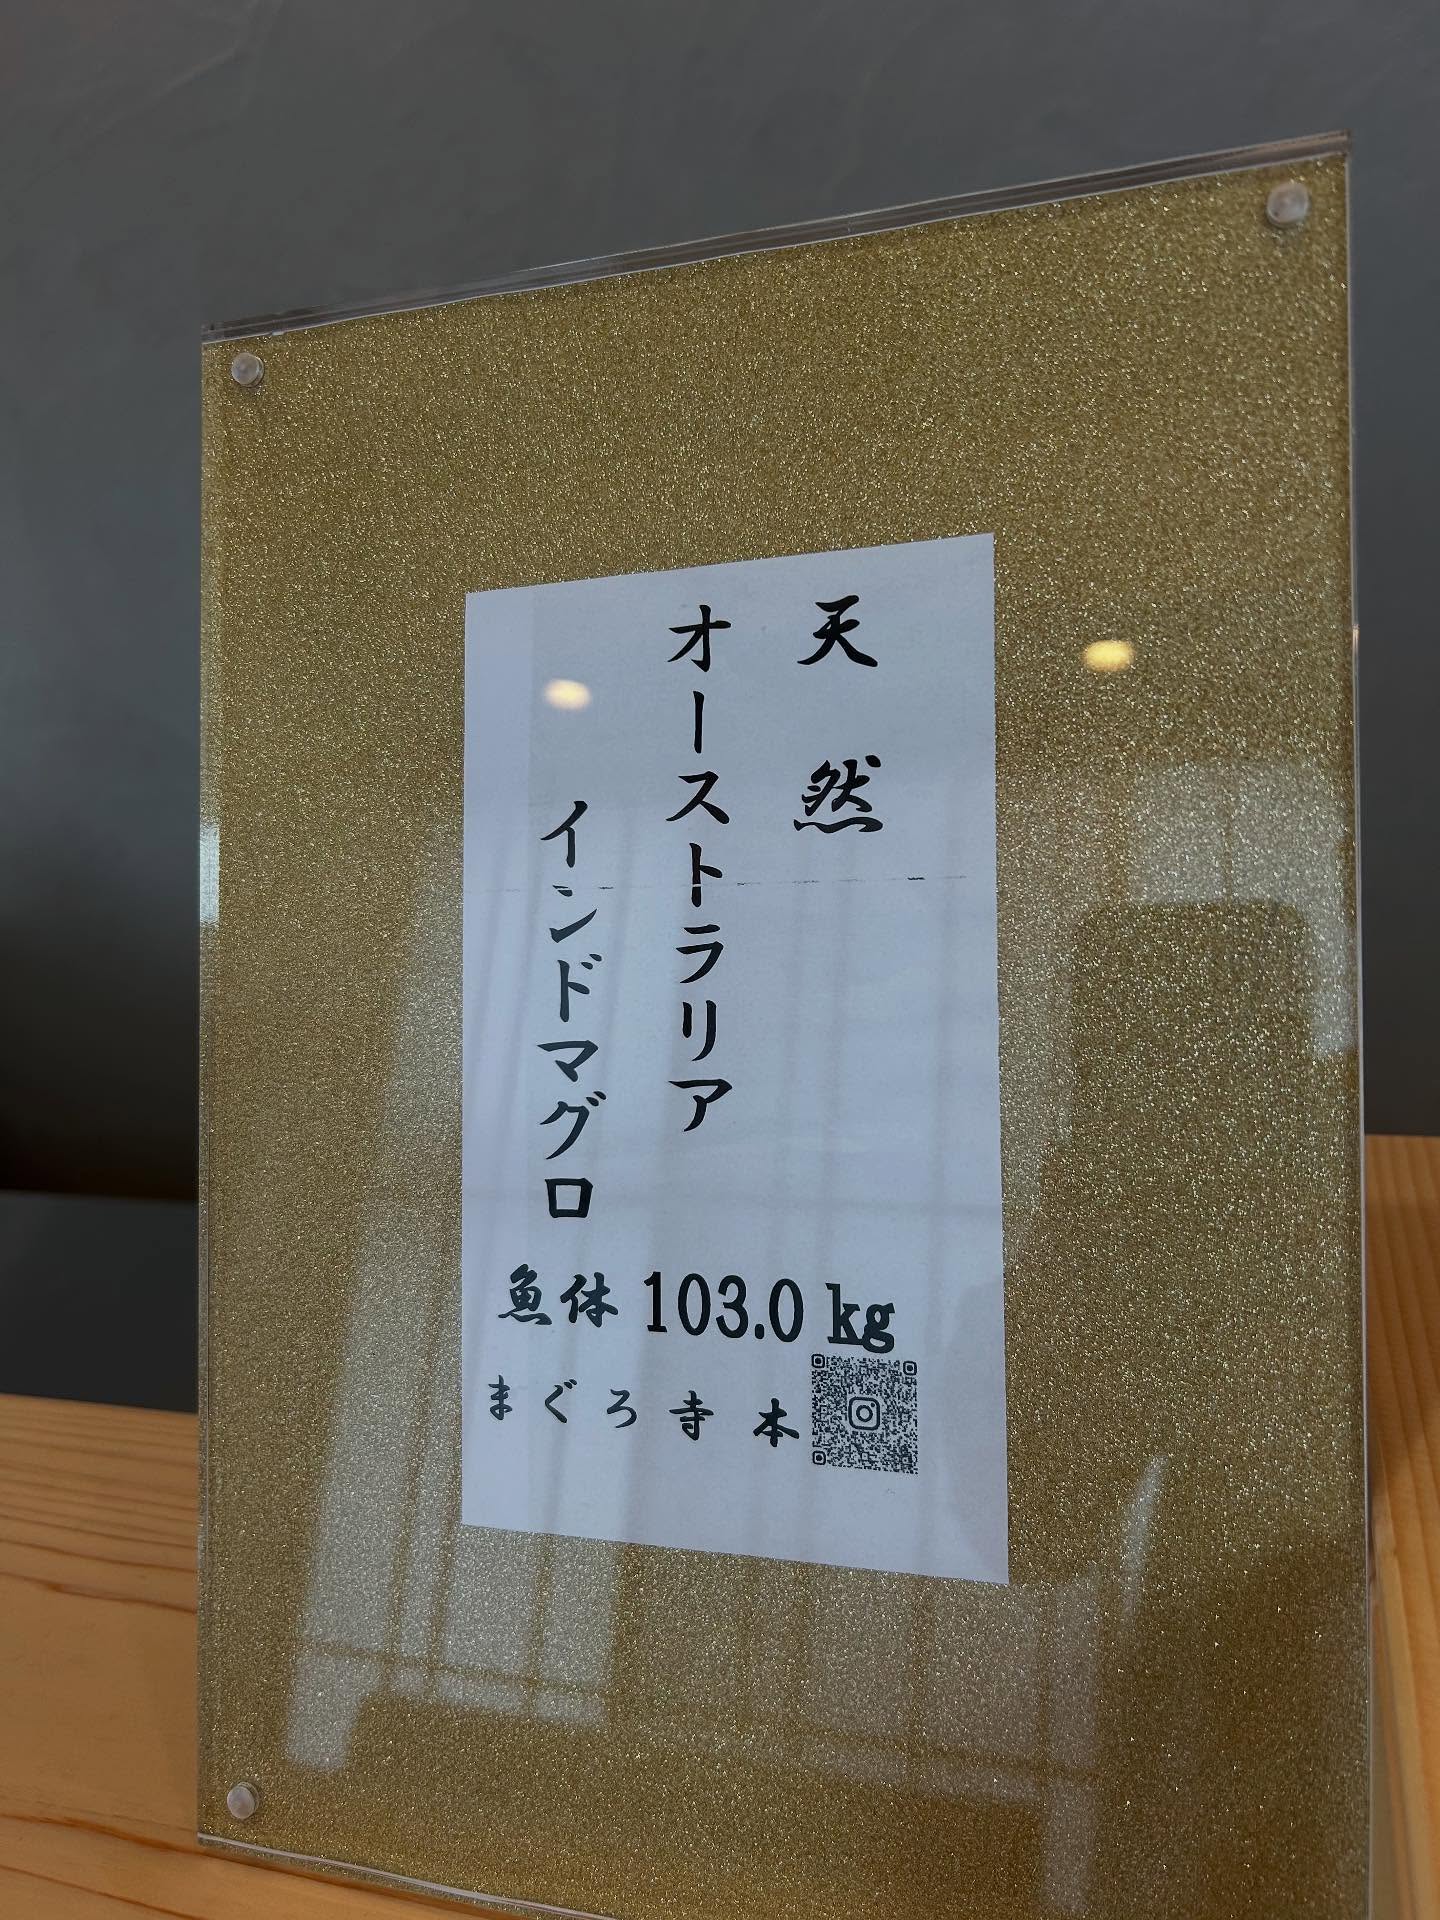 天然
オーストラリア
インドマグロ
魚体 103.0 kg
まぐろ寺本